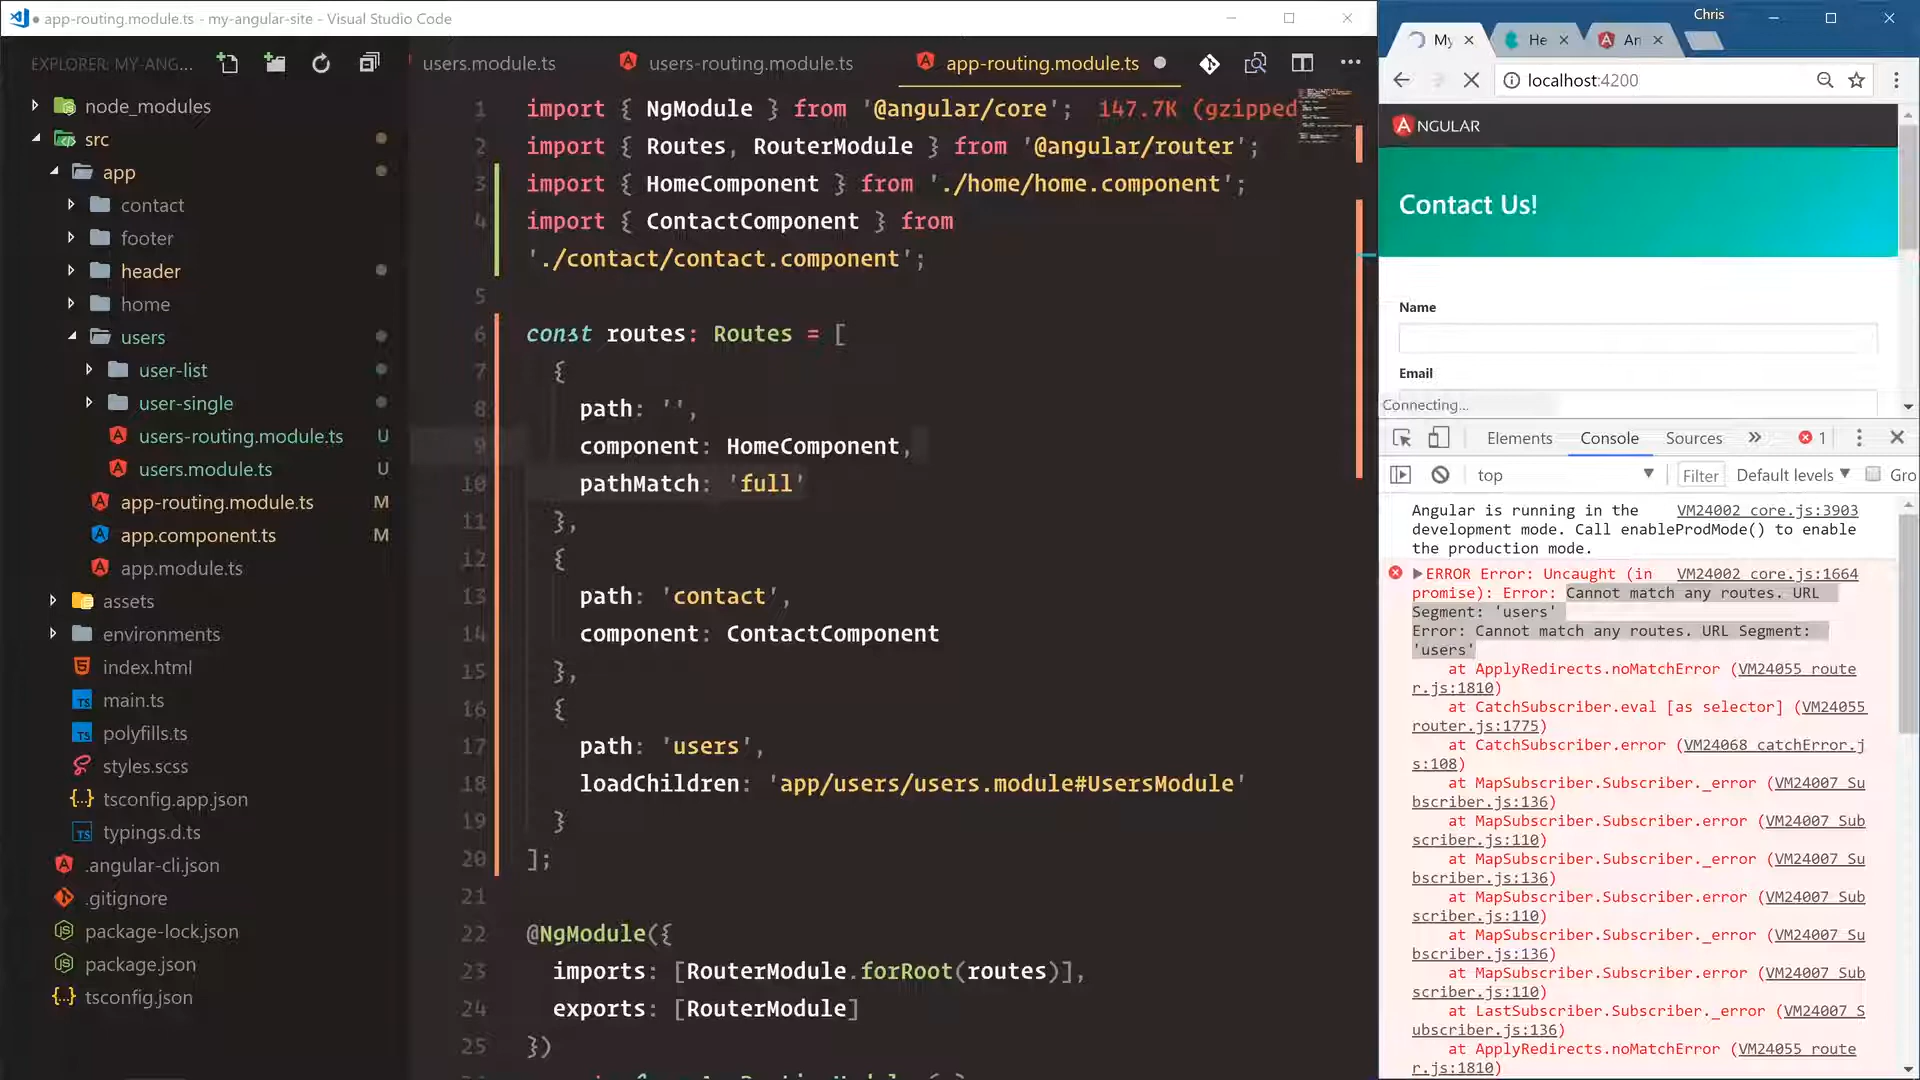 app-routing.module.ts - my-angular-site - Visual Studio Code
EXPLORER: MY-ANG...
node_modules
src
app
contact
footer
header
home
users
user-list
user-single
users-routing.module.ts U
users.module.ts U
app-routing.module.ts M
app.component.ts M
app.module.ts
assets
environments
index.html
main.ts
polyfills.ts
styles.scss
tsconfig.app.json
typings.d.ts
.angular-cli.json
.gitignore
package-lock.json
package.json
tsconfig.json
users.module.ts users-routing.module.ts app-routing.module.ts
1 import { NgModule } from '@angular/core'; 147.7K (gzipped
2 import { Routes, RouterModule } from '@angular/router';
3 import { HomeComponent } from './home/home.component';
4 import { ContactComponent } from
'./contact/contact.component';
5
6 const routes: Routes = [
7 {
8 path: '',
9 component: HomeComponent,
10 pathMatch: 'full'
11 },
12 {
13 path: 'contact',
14 component: ContactComponent
15 },
16 {
17 path: 'users',
18 loadChildren: 'app/users/users.module#UsersModule'
19 }
20 ];
21
22 @NgModule({
23 imports: [RouterModule.forRoot(routes)],
24 exports: [RouterModule]
25 })
Chris
My He An
localhost:4200
NGULAR
Contact Us!
Name
Email
Connecting...
Elements Console Sources » 1
top Filter Default levels Gro
Angular is running in the VM24002 core.js:3903
development mode. Call enableProdMode() to enable
the production mode.
ERROR Error: Uncaught (in VM24002 core.js:1664
promise): Error: Cannot match any routes. URL
Segment: 'users'
Error: Cannot match any routes. URL Segment:
'users'
at ApplyRedirects.noMatchError (VM24055 route
r.js:1810)
at CatchSubscriber.eval [as selector] (VM24055
router.js:1775)
at CatchSubscriber.error (VM24068 catchError.j
s:108)
at MapSubscriber.Subscriber._error (VM24007 Su
bscriber.js:136)
at MapSubscriber.Subscriber.error (VM24007 Sub
scriber.js:110)
at MapSubscriber.Subscriber._error (VM24007 Su
bscriber.js:136)
at MapSubscriber.Subscriber.error (VM24007 Sub
scriber.js:110)
at MapSubscriber.Subscriber._error (VM24007 Su
bscriber.js:136)
at MapSubscriber.Subscriber.error (VM24007 Sub
scriber.js:110)
at LastSubscriber.Subscriber._error (VM24007 S
ubscriber.js:136)
at ApplyRedirects.noMatchError (VM24055 route
r.js:1810)